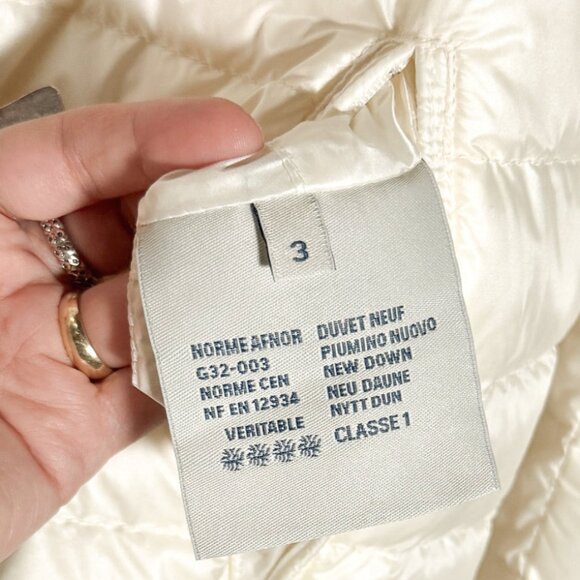 3
NORME AFNOR
G32-003
NORME CEN
NF EN 12934
VERITABLE
DUVET NEUF
PIUMINO NUOVO
NEW DOWN
NEU DAUNE
NYTT DUN
CLASSE 1